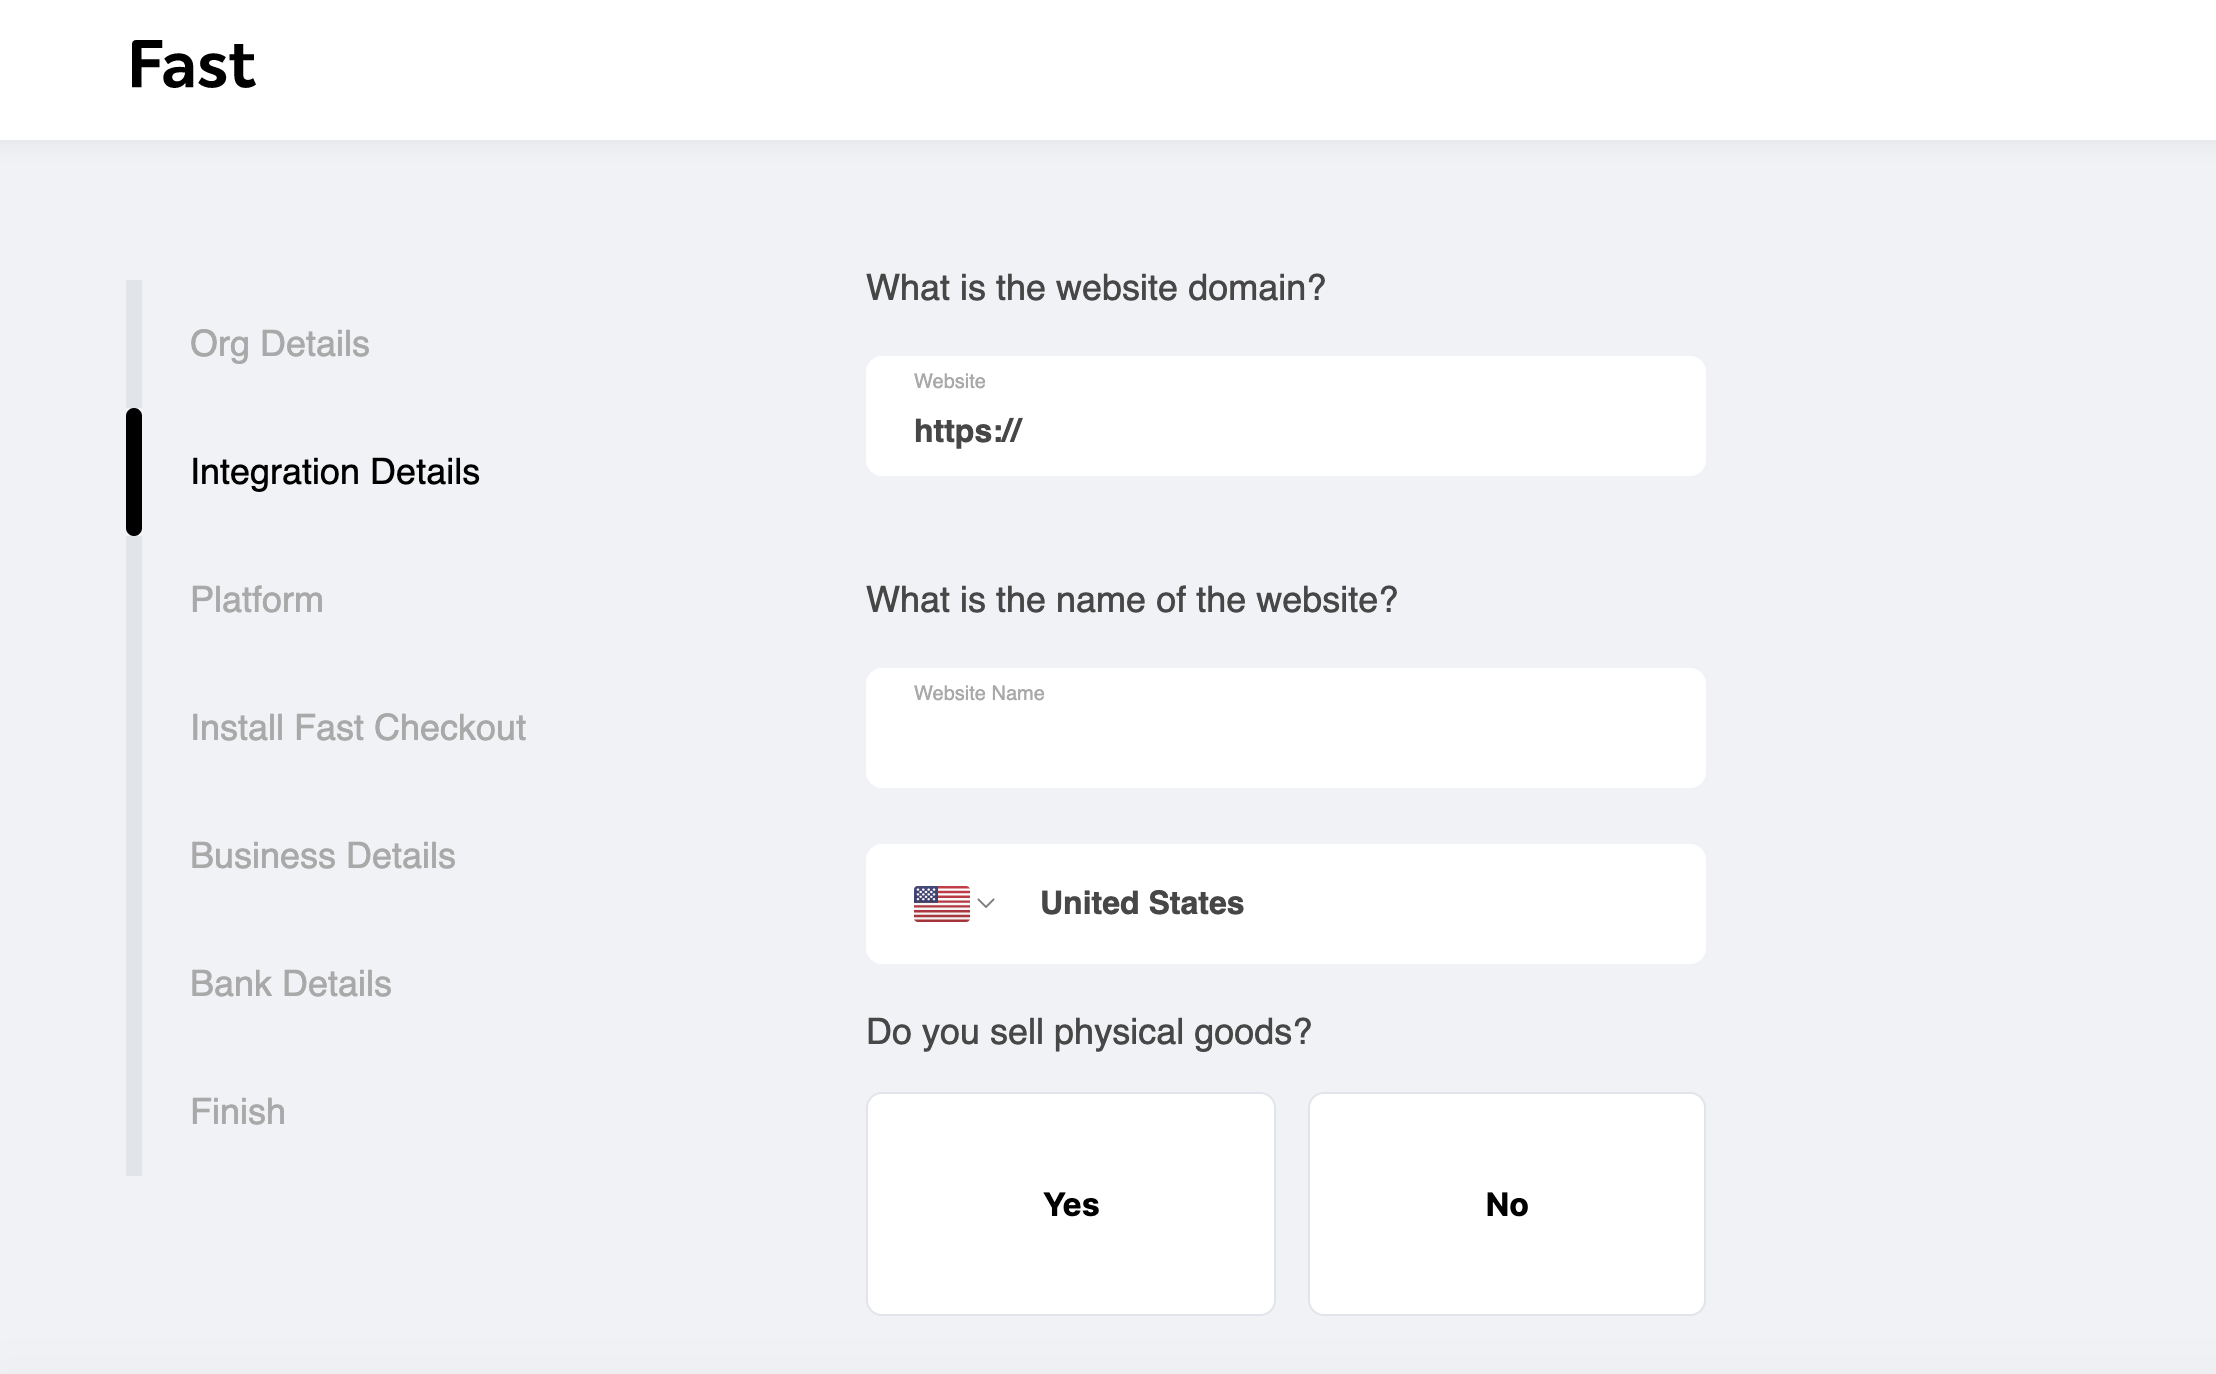 Fast
Org Details
Integration Details
Platform
Install Fast Checkout
Business Details
Bank Details
Finish
What is the website domain?
Website
https://
What is the name of the website?
Website Name
United States
Do you sell physical goods?
Yes
No